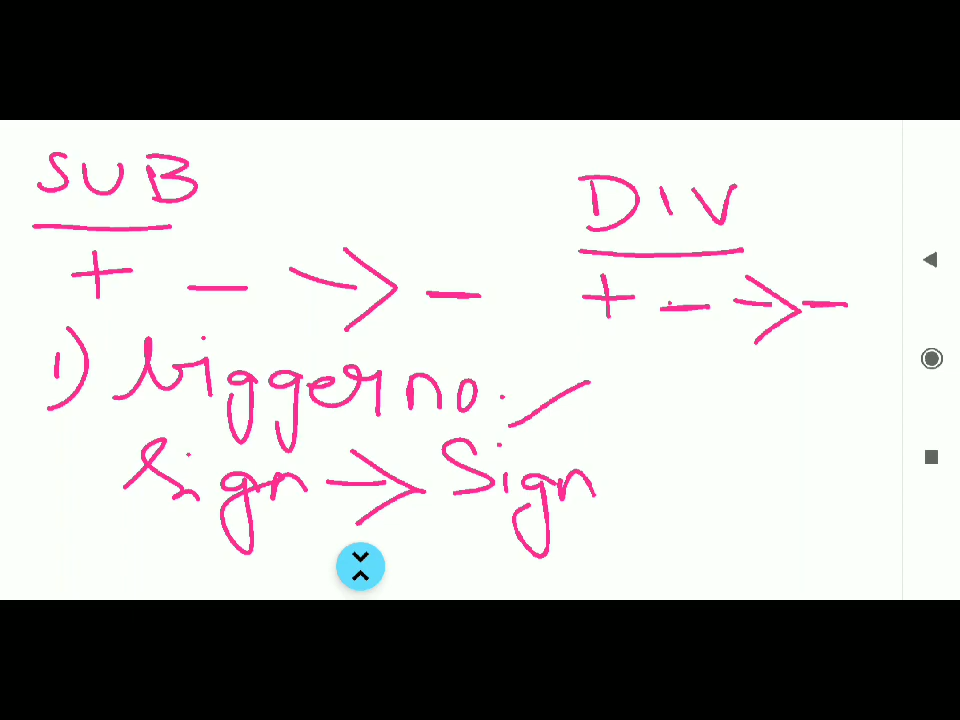 SUB
+ - → -
1) bigger no.
sign → Sign
DIV
+ - → -